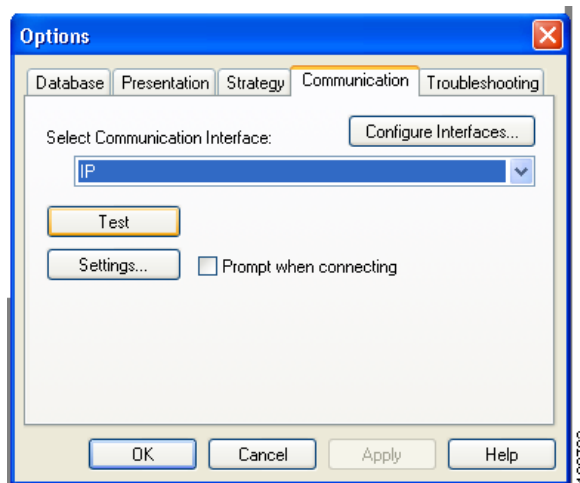 Options
Database Presentation Strategy Communication Troubleshooting
Select Communication Interface: Configure Interfaces...
IP
Test
Settings... Prompt when connecting
OK Cancel Apply Help